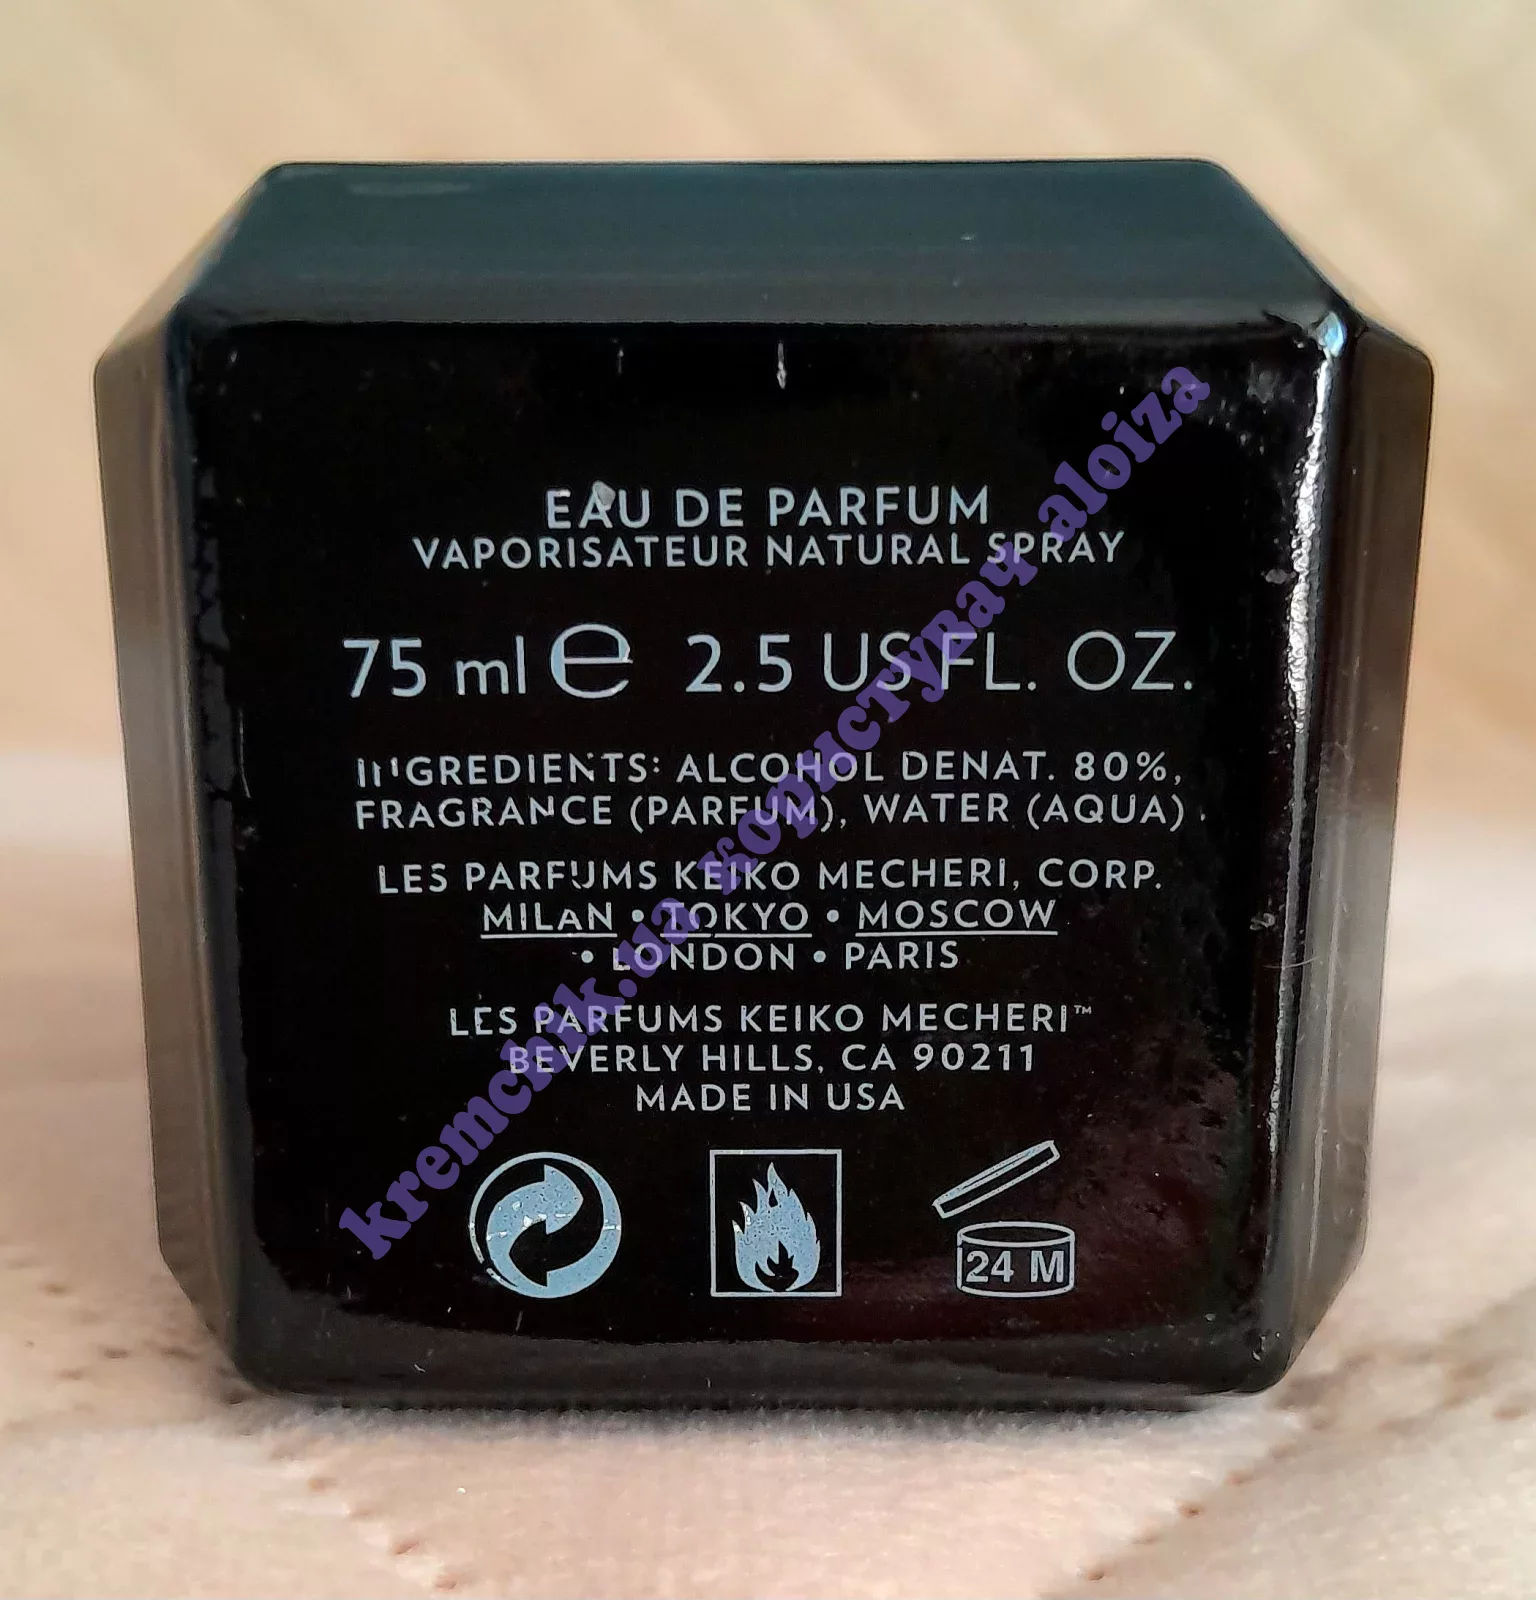 EAU DE PARFUM
VAPORISATEUR NATURAL SPRAY
75 ml e 2.5 US FL. OZ.
INGREDIENTS: ALCOHOL DENAT. 80%,
FRAGRANCE (PARFUM), WATER (AQUA).
LES PARFUMS KEIKO MECHERI, CORP.
MILAN • TOKYO • MOSCOW
• LONDON • PARIS
LES PARFUMS KEIKO MECHERI™
BEVERLY HILLS, CA 90211
MADE IN USA
24 M
kremchik.ua користувач aloiza